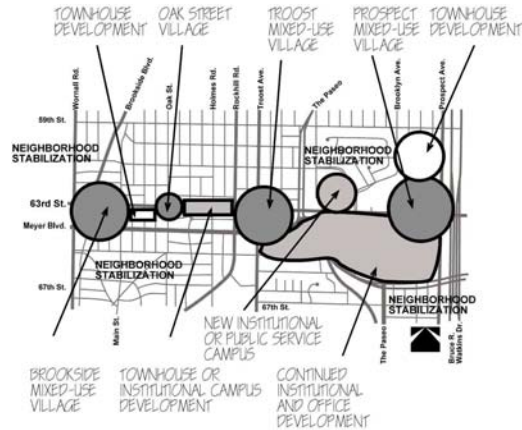 TOWNHOUSE
DEVELOPMENT
OAK STREET
VILLAGE
TROOST
MIXED-USE
VILLAGE
PROSPECT
MIXED-USE
VILLAGE
TOWNHOUSE
DEVELOPMENT
Wornall Rd.
Brookside Blvd.
Oak St.
Holmes Rd.
Rockhill Rd.
Troost Ave.
The Paseo
Brooklyn Ave.
Prospect Ave.
59th St.
NEIGHBORHOOD
STABILIZATION
NEIGHBORHOOD
STABILIZATION
63rd St.
Meyer Blvd.
NEIGHBORHOOD
STABILIZATION
67th St.
67th St.
NEIGHBORHOOD
STABILIZATION
Main St.
The Paseo
Bruce R.
Watkins Dr.
NEW INSTITUTIONAL
OR PUBLIC SERVICE
CAMPUS
BROOKSIDE
MIXED-USE
VILLAGE
TOWNHOUSE OR
INSTITUTIONAL CAMPUS
DEVELOPMENT
CONTINUED
INSTITUTIONAL
AND OFFICE
DEVELOPMENT